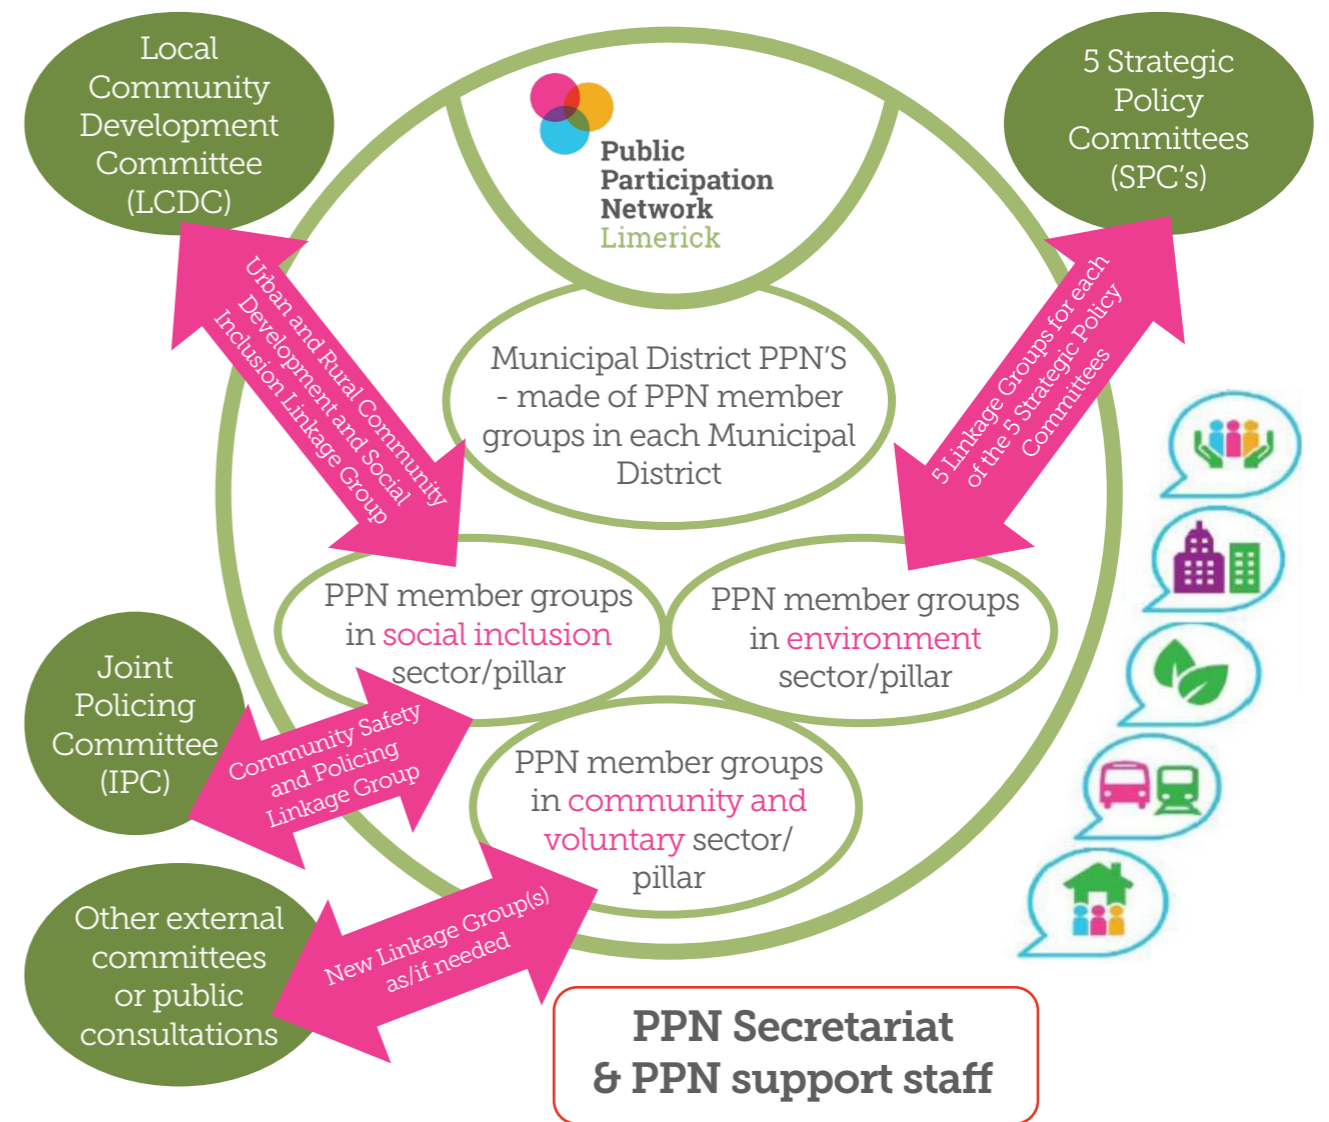 Local
Community
Development
Committee
(LCDC)
5 Strategic
Policy
Committees
(SPC's)
Public
Participation
Network
Limerick
Urban and Rural Community
Development and Social
Inclusion Linkage Group
5 Linkage Groups for each
of the 5 Strategic Policy
Committees
Municipal District PPN'S
- made of PPN member
groups in each Municipal
District
PPN member groups
in social inclusion
sector/pillar
PPN member groups
in environment
sector/pillar
Joint
Policing
Committee
(IPC)
Community Safety
and Policing
Linkage Group
PPN member groups
in community and
voluntary sector/
pillar
Other external
committees
or public
consultations
New Linkage Group(s)
as/if needed
PPN Secretariat
& PPN support staff